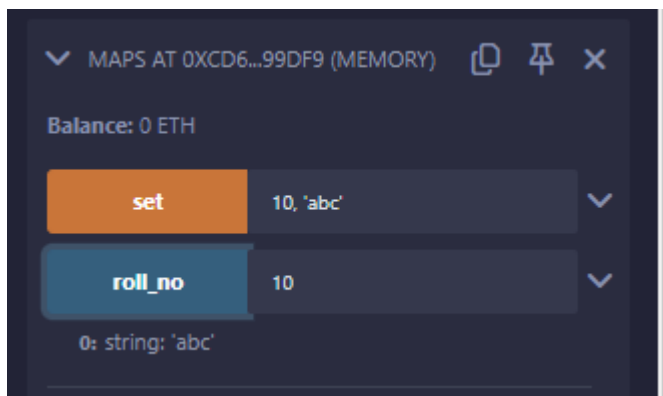 MAPS AT 0XCD6...99DF9 (MEMORY)
Balance: 0 ETH
set 10, 'abc'
roll_no 10
0: string: 'abc'